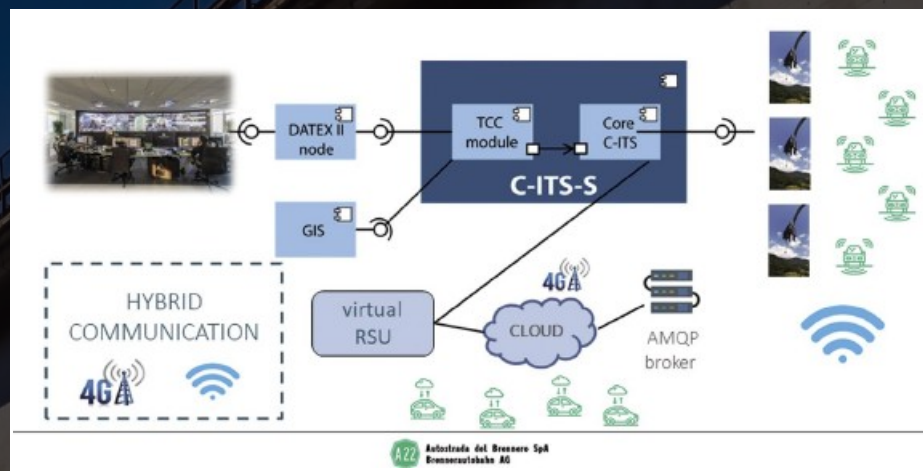 DATEX II
node
TCC
module
Core
C-ITS
C-ITS-S
GIS
HYBRID
COMMUNICATION
4G
virtual
RSU
4G
CLOUD
AMQP
broker
A22
Autostrada del Brennero SpA
Brennerautobahn AG